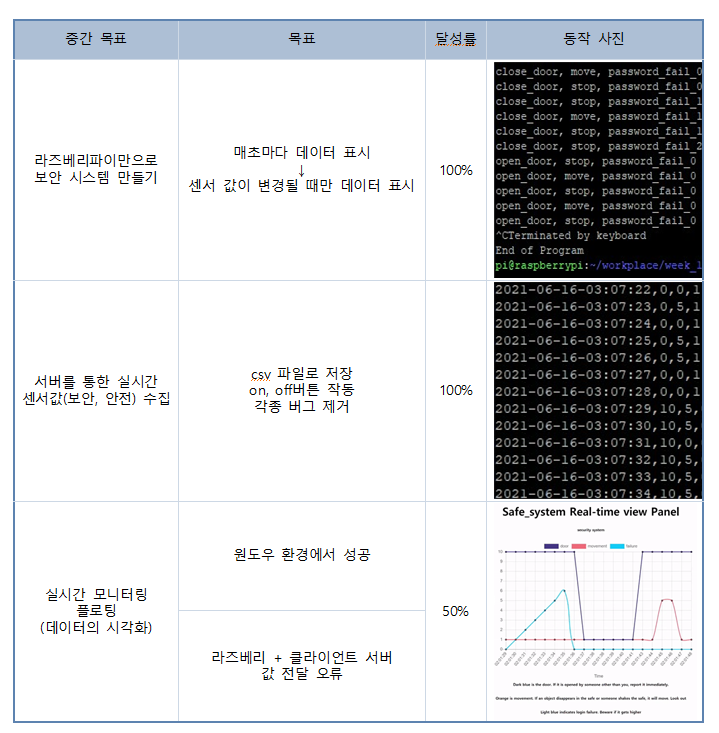 중간 목표
목표
달성률
동작 사진
라즈베리파이만으로
보안 시스템 만들기
매초마다 데이터 표시
↓
센서 값이 변경될 때만 데이터 표시
100%
close_door, move, password_fail_0
close_door, stop, password_fail_0
close_door, stop, password_fail_1
close_door, move, password_fail_1
close_door, stop, password_fail_1
close_door, stop, password_fail_2
open_door, stop, password_fail_0
open_door, move, password_fail_0
open_door, stop, password_fail_0
open_door, move, password_fail_0
open_door, stop, password_fail_0
^CTerminated by keyboard
End of Program
pi@raspberrypi:~/workplace/week_1
서버를 통한 실시간
센서값(보안, 안전) 수집
csv 파일로 저장
on, off버튼 작동
각종 버그 제거
100%
2021-06-16-03:07:22,0,0,1
2021-06-16-03:07:23,0,5,1
2021-06-16-03:07:24,0,0,1
2021-06-16-03:07:25,0,5,1
2021-06-16-03:07:26,0,5,1
2021-06-16-03:07:27,0,0,1
2021-06-16-03:07:28,0,0,1
2021-06-16-03:07:29,10,5,
2021-06-16-03:07:30,10,5,
2021-06-16-03:07:31,10,0,
2021-06-16-03:07:32,10,5,
2021-06-16-03:07:33,10,5,
2021-06-16-03:07:34,10,5,
실시간 모니터링
플로팅
(데이터의 시각화)
윈도우 환경에서 성공
라즈베리 + 클라이언트 서버
값 전달 오류
50%
Safe_system Real-time view Panel
security system
door movement failure
10
9
8
7
6
5
4
3
2
1
0
Time
Dark blue is the door. If it is opened by someone other than you, report it immediately.
Orange is movement. If an object disappears in the safe or someone shakes the safe, it will move. Look out
Light blue indicates login failure. Beware if it gets higher